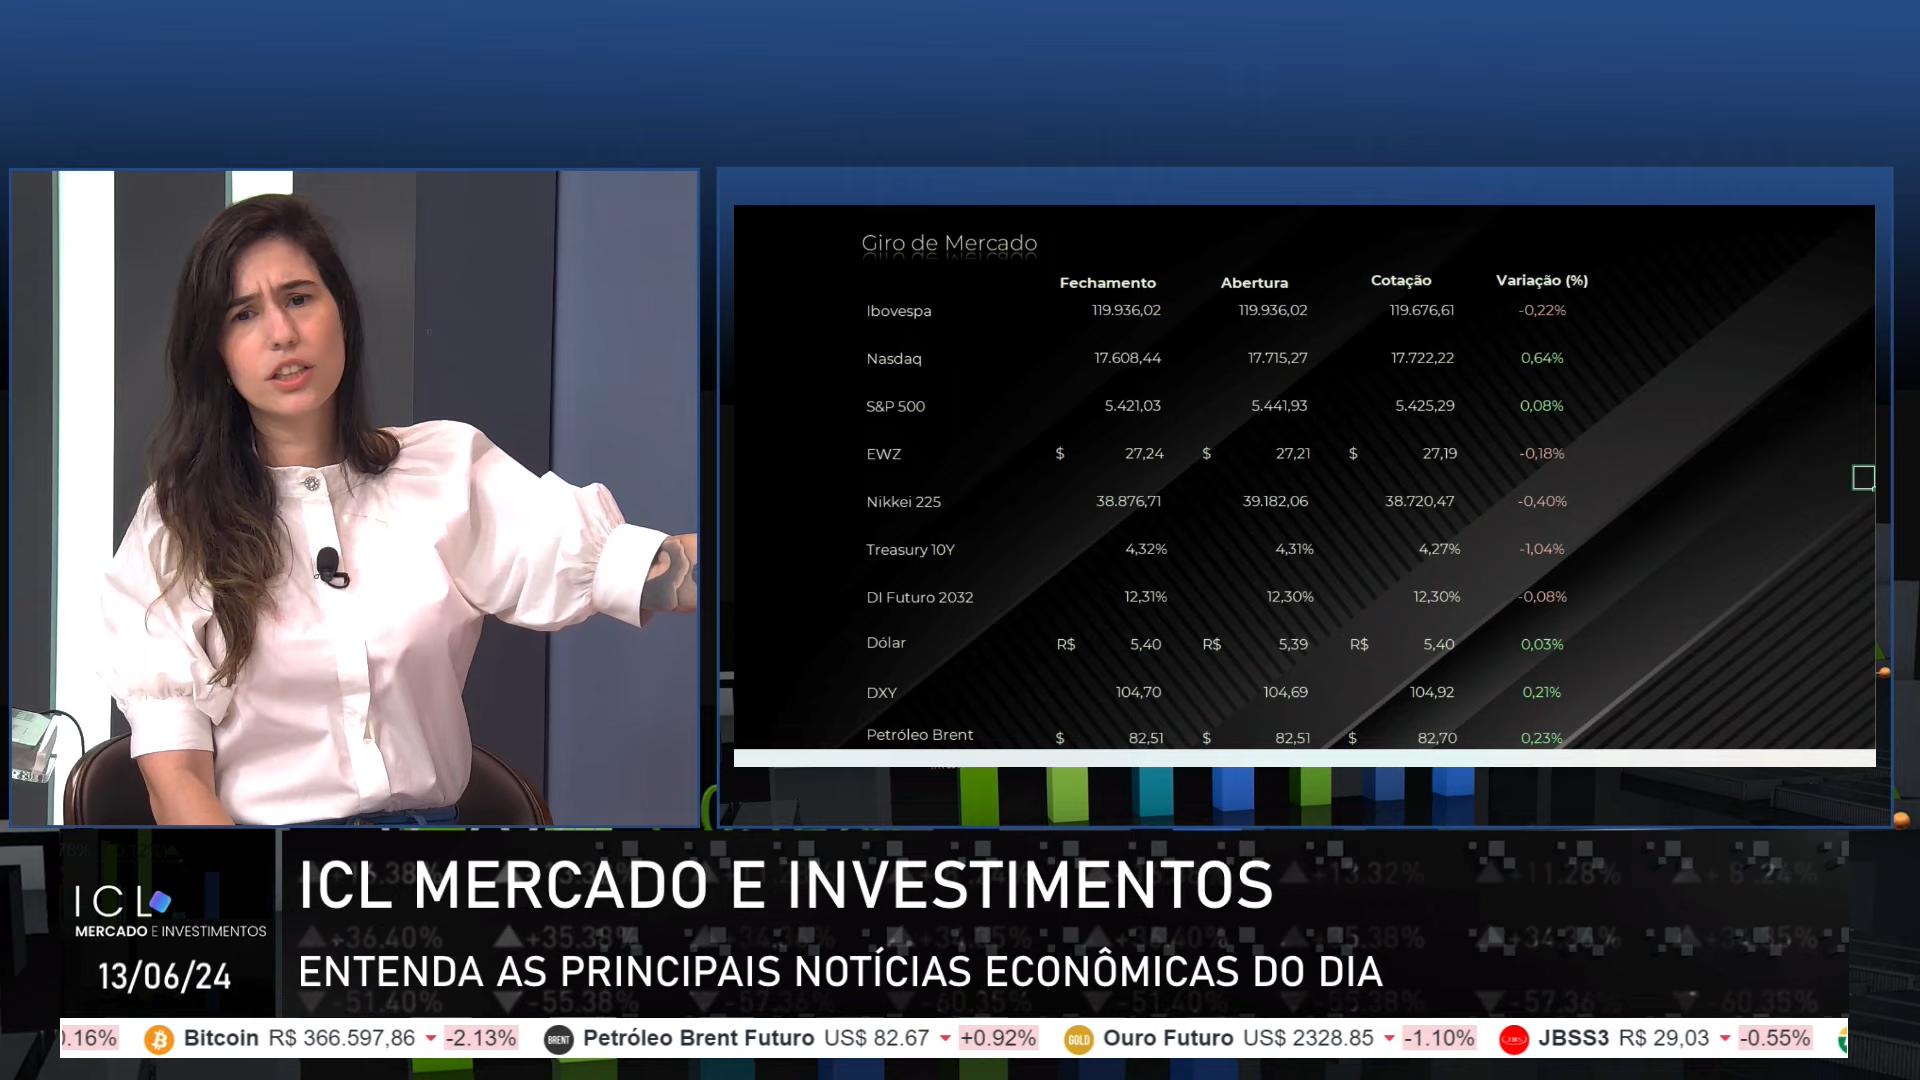 Giro de Mercado
Fechamento Abertura Cotação Variação (%)
Ibovespa 119.936,02 119.936,02 119.676,61 -0,22%
Nasdaq 17.608,44 17.715,27 17.722,22 0,64%
S&P 500 5.421,03 5.441,93 5.425,29 0,08%
EWZ $ 27,24 $ 27,21 $ 27,19 -0,18%
Nikkei 225 38.876,71 39.182,06 38.720,47 -0,40%
Treasury 10Y 4,32% 4,31% 4,27% -1,04%
DI Futuro 2032 12,31% 12,30% 12,30% -0,08%
Dólar R$ 5,40 R$ 5,39 R$ 5,40 0,03%
DXY 104,70 104,69 104,92 0,21%
Petróleo Brent $ 82,51 $ 82,51 $ 82,70 0,23%
ICL MERCADO E INVESTIMENTOS
ICL
MERCADO E INVESTIMENTOS
13/06/24
ENTENDA AS PRINCIPAIS NOTÍCIAS ECONÔMICAS DO DIA
0.16% Bitcoin R$ 366.597,86 -2.13% BRENT Petróleo Brent Futuro US$ 82.67 +0.92% GOLD Ouro Futuro US$ 2328.85 -1.10% JBS JBSS3 R$ 29,03 -0.55%